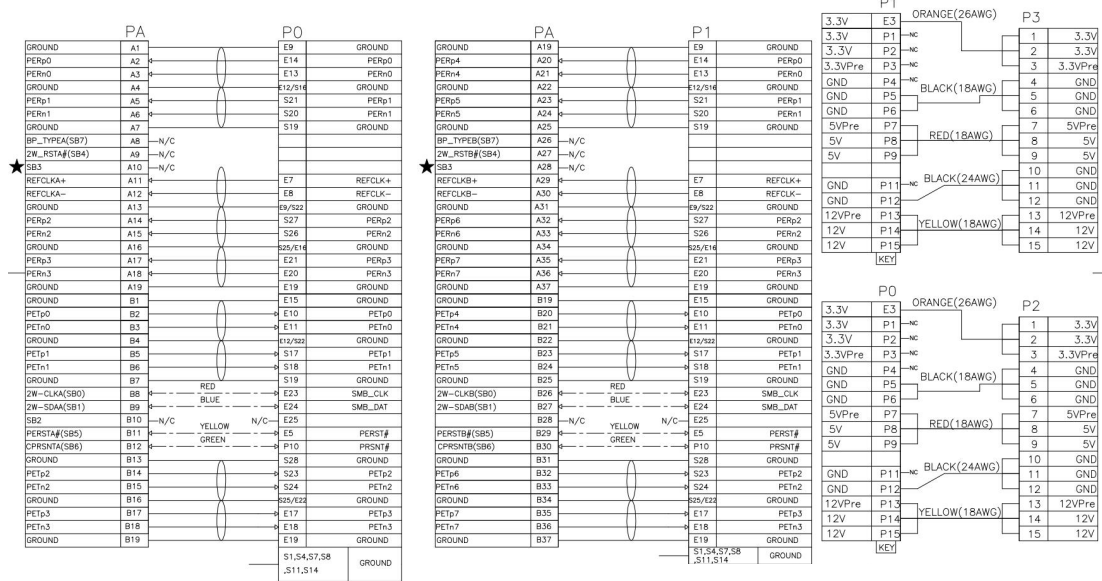 PA P0
GROUND A1 E9 GROUND
PERp0 A2 E14 PERp0
PERn0 A3 E13 PERn0
GROUND A4 E12/S16 GROUND
PERp1 A5 S21 PERp1
PERn1 A6 S20 PERn1
GROUND A7 S19 GROUND
BP_TYPEA(SB7) A8 N/C
2W_RSTA#(SB4) A9 N/C
★ SB3 A10 N/C
REFCLKA+ A11 E7 REFCLK+
REFCLKA- A12 E8 REFCLK-
GROUND A13 E9/S22 GROUND
PERp2 A14 S27 PERp2
PERn2 A15 S26 PERn2
GROUND A16 S25/E16 GROUND
PERp3 A17 E21 PERp3
PERn3 A18 E20 PERn3
GROUND A19 E19 GROUND
GROUND B1 E15 GROUND
PETp0 B2 E10 PETp0
PETn0 B3 E11 PETn0
GROUND B4 E12/S22 GROUND
PETp1 B5 S17 PETp1
PETn1 B6 S18 PETn1
GROUND B7 S19 GROUND
2W-CLKA(SB0) B8 RED E23 SMB_CLK
2W-SDAA(SB1) B9 BLUE E24 SMB_DAT
SB2 B10 N/C N/C E25
PERSTA#(SB5) B11 YELLOW E5 PERST#
CPRSNTA(SB6) B12 GREEN P10 PRSNT#
GROUND B13 S28 GROUND
PETp2 B14 S23 PETp2
PETn2 B15 S24 PETn2
GROUND B16 S25/E22 GROUND
PETp3 B17 E17 PETp3
PETn3 B18 E18 PETn3
GROUND B19 E19 GROUND
S1,S4,S7,S8
,S11,S14 GROUND
PA P1
GROUND A19 E9 GROUND
PERp4 A20 E14 PERp0
PERn4 A21 E13 PERn0
GROUND A22 E12/S16 GROUND
PERp5 A23 S21 PERp1
PERn5 A24 S20 PERn1
GROUND A25 S19 GROUND
BP_TYPEB(SB7) A26 N/C
2W_RSTB#(SB4) A27 N/C
★ SB3 A28 N/C
REFCLKB+ A29 E7 REFCLK+
REFCLKB- A30 E8 REFCLK-
GROUND A31 E9/S22 GROUND
PERp6 A32 S27 PERp2
PERn6 A33 S26 PERn2
GROUND A34 S25/E16 GROUND
PERp7 A35 E21 PERp3
PERn7 A36 E20 PERn3
GROUND A37 E19 GROUND
GROUND B19 E15 GROUND
PETp4 B20 E10 PETp0
PETn4 B21 E11 PETn0
GROUND B22 E12/S22 GROUND
PETp5 B23 S17 PETp1
PETn5 B24 S18 PETn1
GROUND B25 S19 GROUND
2W-CLKB(SB0) B26 RED E23 SMB_CLK
2W-SDAB(SB1) B27 BLUE E24 SMB_DAT
B28 N/C N/C E25
PERSTB#(SB5) B29 YELLOW E5 PERST#
CPRSNTB(SB6) B30 GREEN P10 PRSNT#
GROUND B31 S28 GROUND
PETp6 B32 S23 PETp2
PETn6 B33 S24 PETn2
GROUND B34 S25/E22 GROUND
PETp7 B35 E17 PETp3
PETn7 B36 E18 PETn3
GROUND B37 E19 GROUND
S1,S4,S7,S8
,S11,S14 GROUND
P1 ORANGE(26AWG) P3
3.3V E3
3.3V P1 NC 1 3.3V
3.3V P2 NC 2 3.3V
3.3VPre P3 NC 3 3.3VPre
GND P4 NC BLACK(18AWG) 4 GND
GND P5 5 GND
GND P6 6 GND
5VPre P7 RED(18AWG) 7 5VPre
5V P8 8 5V
5V P9 9 5V
BLACK(24AWG) 10 GND
GND P11 NC 11 GND
GND P12 12 GND
12VPre P13 YELLOW(18AWG) 13 12VPre
12V P14 14 12V
12V P15 15 12V
KEY
P0 ORANGE(26AWG) P2
3.3V E3
3.3V P1 NC 1 3.3V
3.3V P2 NC 2 3.3V
3.3VPre P3 NC 3 3.3VPre
GND P4 NC BLACK(18AWG) 4 GND
GND P5 5 GND
GND P6 6 GND
5VPre P7 RED(18AWG) 7 5VPre
5V P8 8 5V
5V P9 9 5V
BLACK(24AWG) 10 GND
GND P11 NC 11 GND
GND P12 12 GND
12VPre P13 YELLOW(18AWG) 13 12VPre
12V P14 14 12V
12V P15 15 12V
KEY